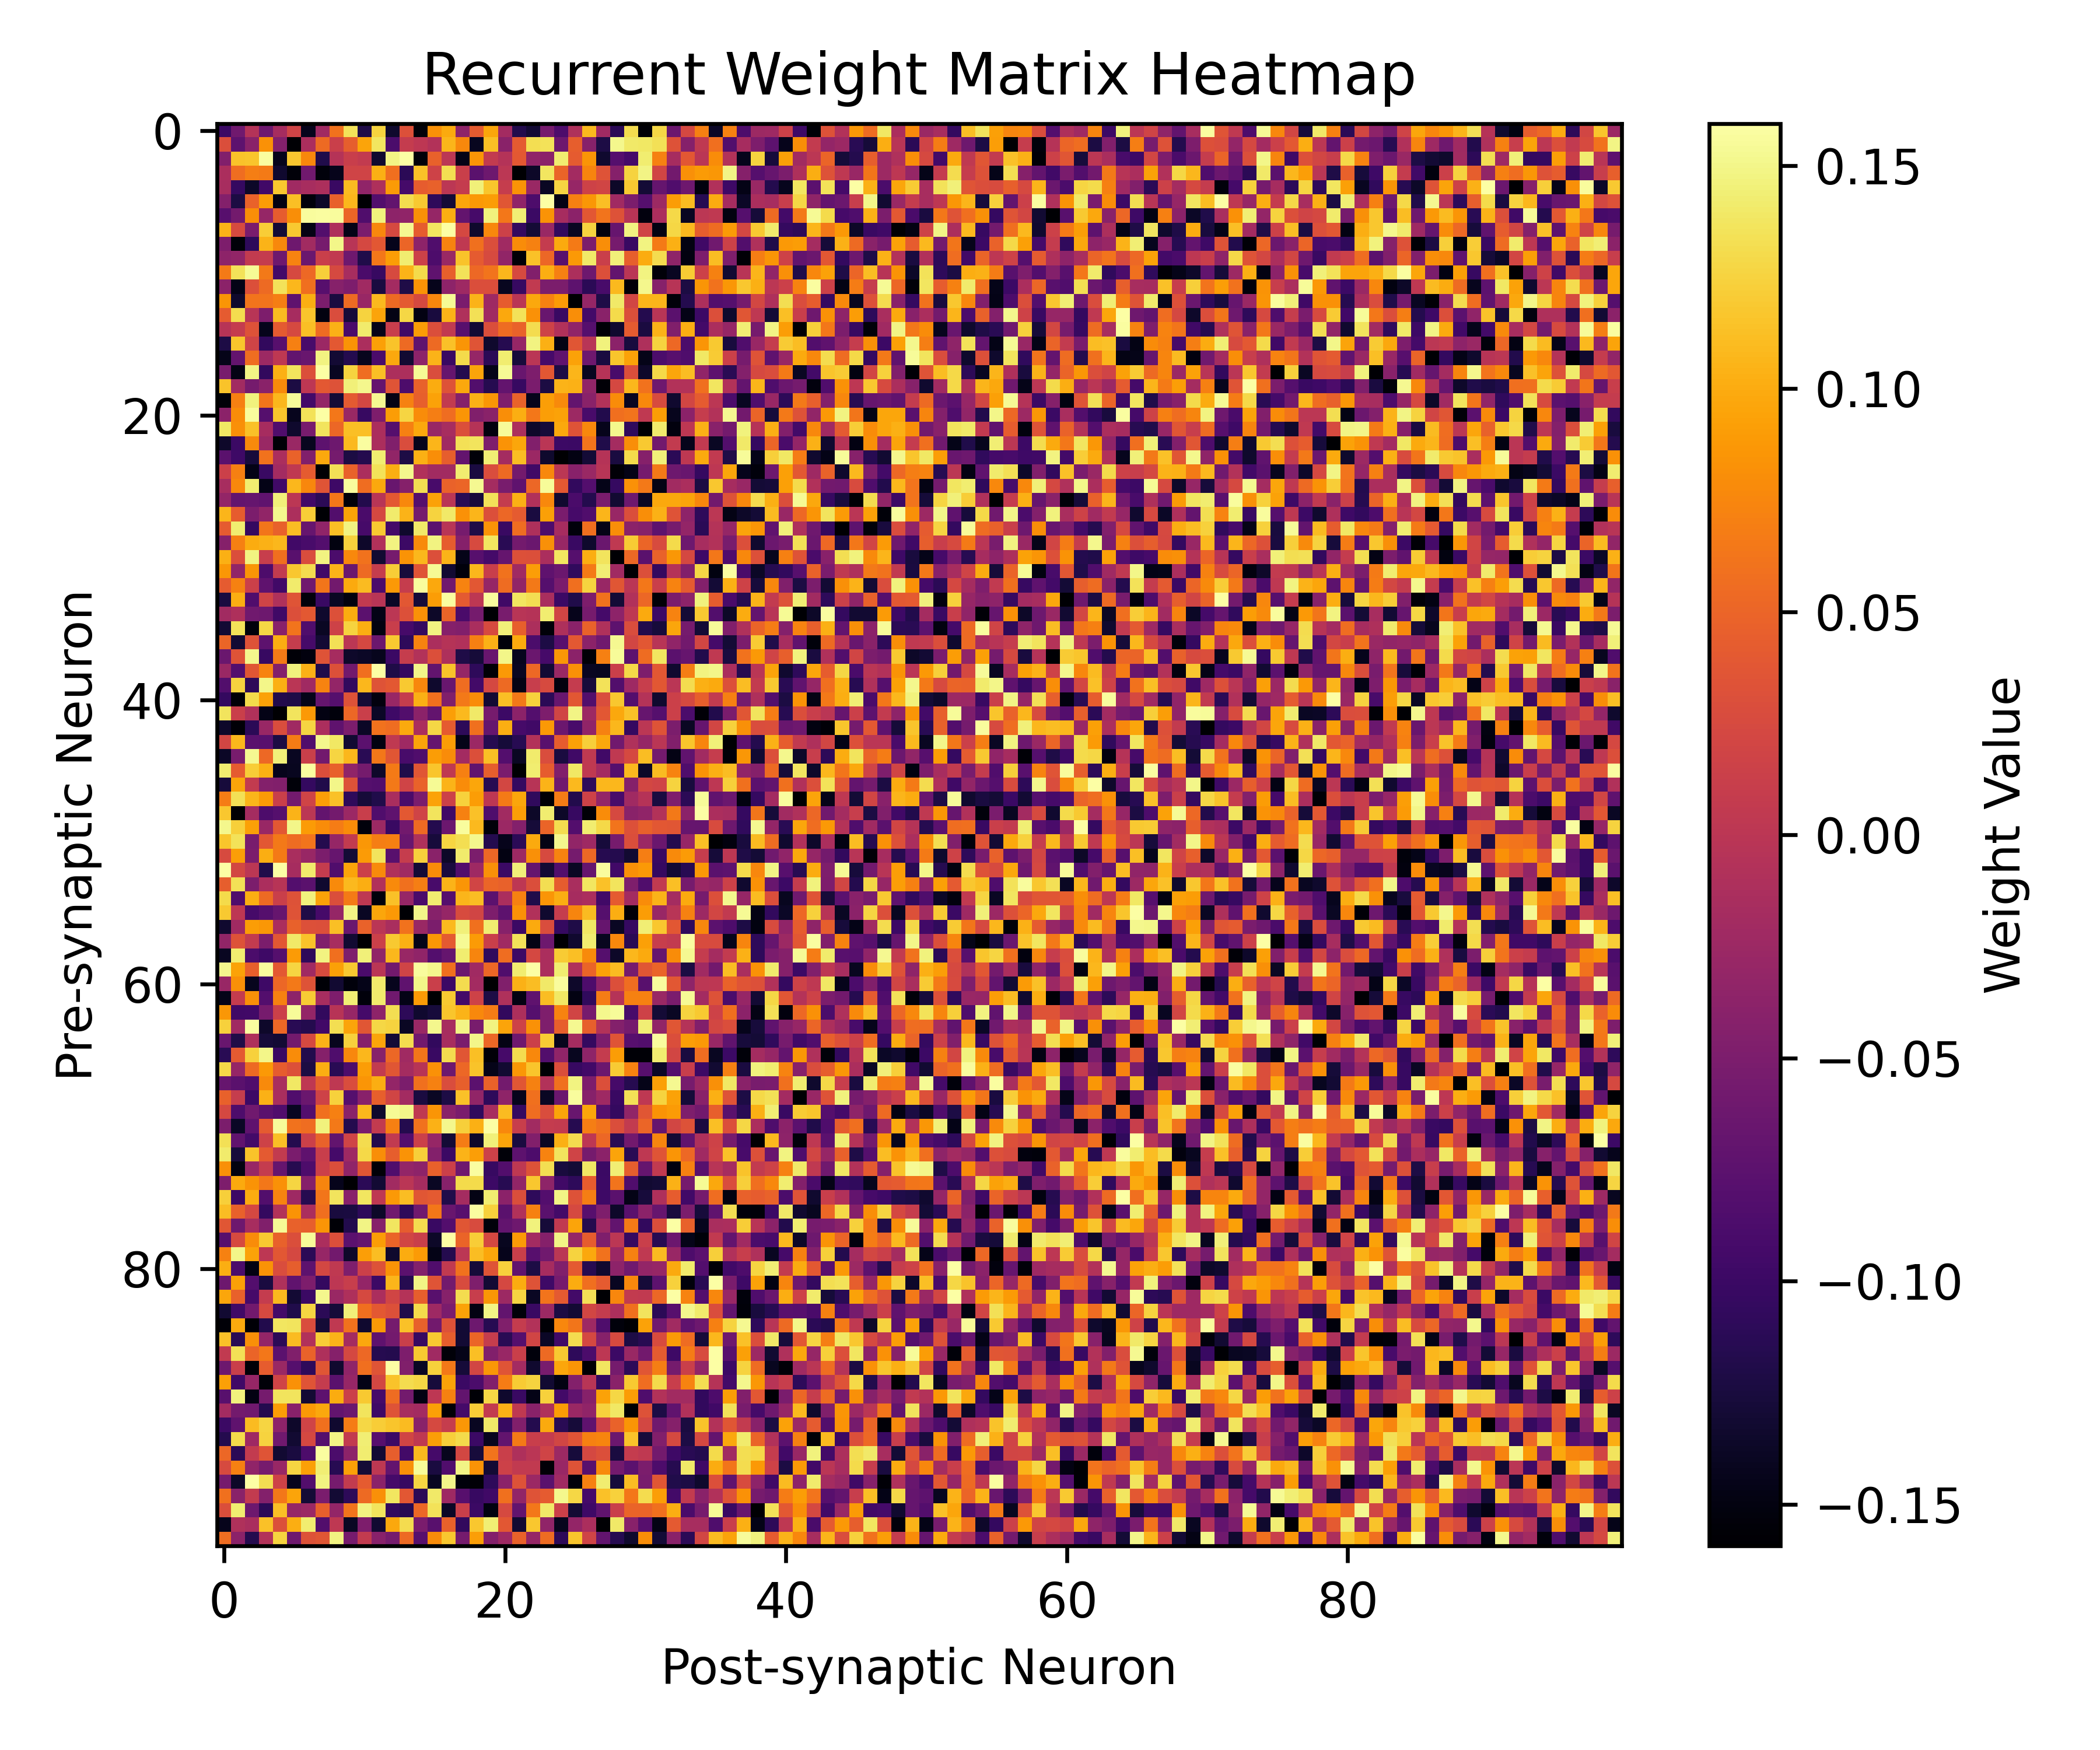 Recurrent Weight Matrix Heatmap
0
20
40
60
80
Pre-synaptic Neuron
0 20 40 60 80
Post-synaptic Neuron
0.15
0.10
0.05
0.00
−0.05
−0.10
−0.15
Weight Value